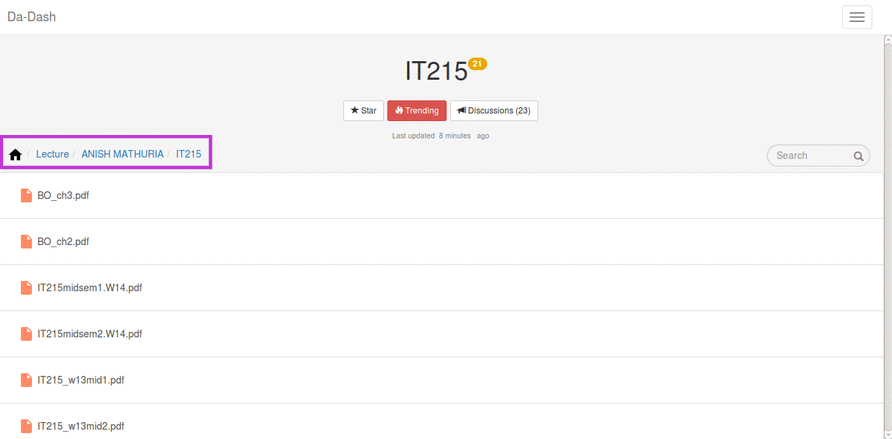 Da-Dash
IT215 21
Star Trending Discussions (23)
Last updated 8 minutes ago
/ Lecture / ANISH MATHURIA / IT215
Search
BO_ch3.pdf
BO_ch2.pdf
IT215midsem1.W14.pdf
IT215midsem2.W14.pdf
IT215_w13mid1.pdf
IT215_w13mid2.pdf